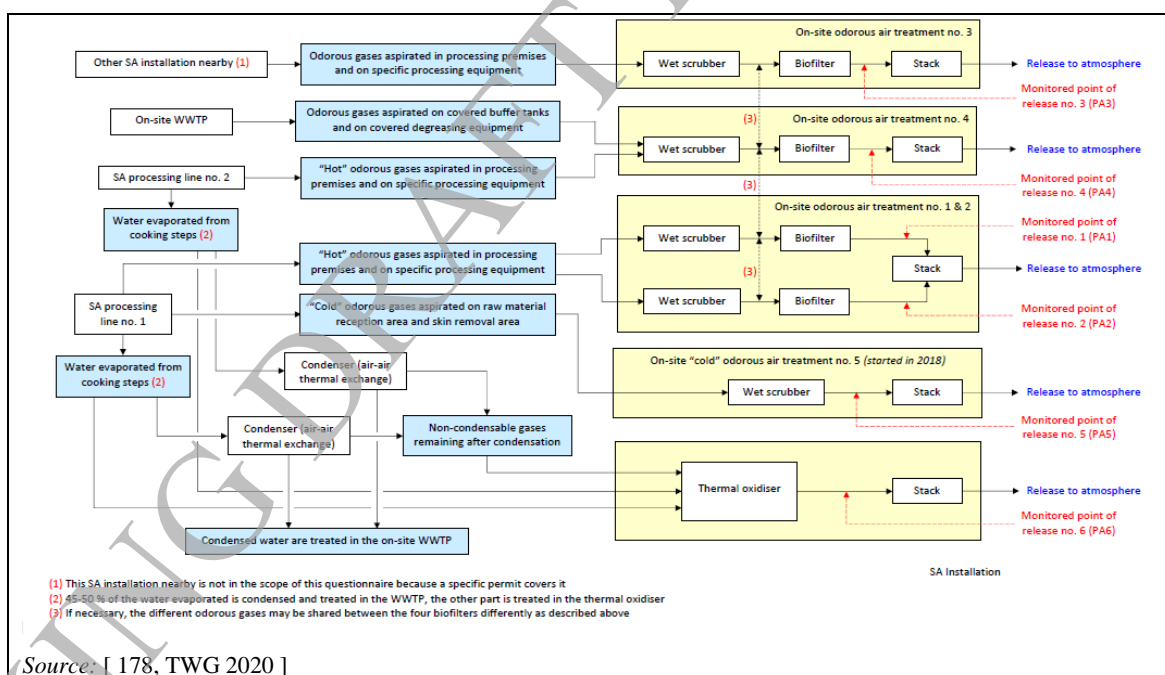 On-site odorous air treatment no. 3
Other SA installation nearby (1)
Odorous gases aspirated in processing premises
and on specific processing equipment
Wet scrubber
Biofilter
Stack
Release to atmosphere
Monitored point of
release no. 3 (PA3)
On-site WWTP
Odorous gases aspirated on covered buffer tanks
and on covered degreasing equipment
(3)
On-site odorous air treatment no. 4
Wet scrubber
Biofilter
Stack
Release to atmosphere
SA processing line no. 2
"Hot" odorous gases aspirated in processing
premises and on specific processing equipment
(3)
Monitored point of
release no. 4 (PA4)
Water evaporated from
cooking steps (2)
On-site odorous air treatment no. 1 & 2
"Hot" odorous gases aspirated in processing
premises and on specific processing equipment
Wet scrubber
Biofilter
Monitored point of
release no. 1 (PA1)
(3)
Stack
Release to atmosphere
SA processing
line no. 1
"Cold" odorous gases aspirated on raw material
reception area and skin removal area
Wet scrubber
Biofilter
Monitored point of
release no. 2 (PA2)
Water evaporated from
cooking steps (2)
Condenser (air-air
thermal exchange)
On-site "cold" odorous air treatment no. 5 (started in 2018)
Wet scrubber
Stack
Release to atmosphere
Condenser (air-air
thermal exchange)
Non-condensable gases
remaining after condensation
Monitored point of
release no. 5 (PA5)
Thermal oxidiser
Stack
Release to atmosphere
Monitored point of
release no. 6 (PA6)
Condensed water are treated in the on-site WWTP
SA Installation
(1) This SA installation nearby is not in the scope of this questionnaire because a specific permit covers it
(2) 45-50 % of the water evaporated is condensed and treated in the WWTP, the other part is treated in the thermal oxidiser
(3) If necessary, the different odorous gases may be shared between the four biofilters differently as described above
Source: [ 178, TWG 2020 ]
ING DRAFT